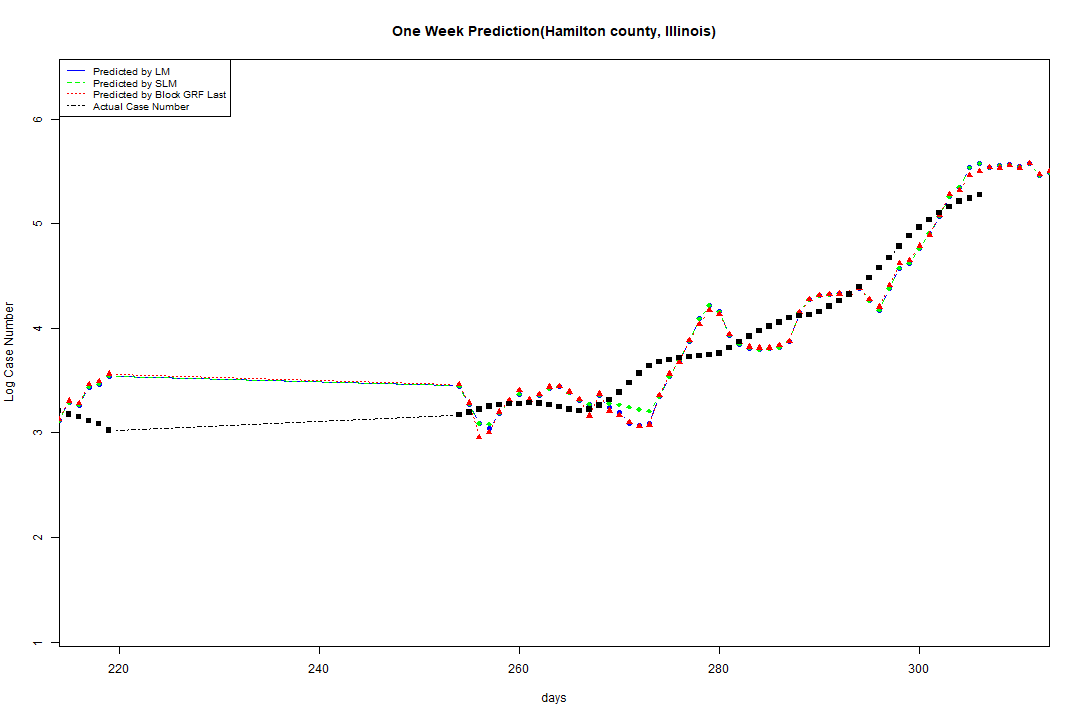 One Week Prediction(Hamilton county, Illinois)
Predicted by LM
Predicted by SLM
Predicted by Block GRF Last
Actual Case Number
6
5
4
3
2
1
Log Case Number
220 240 260 280 300
days